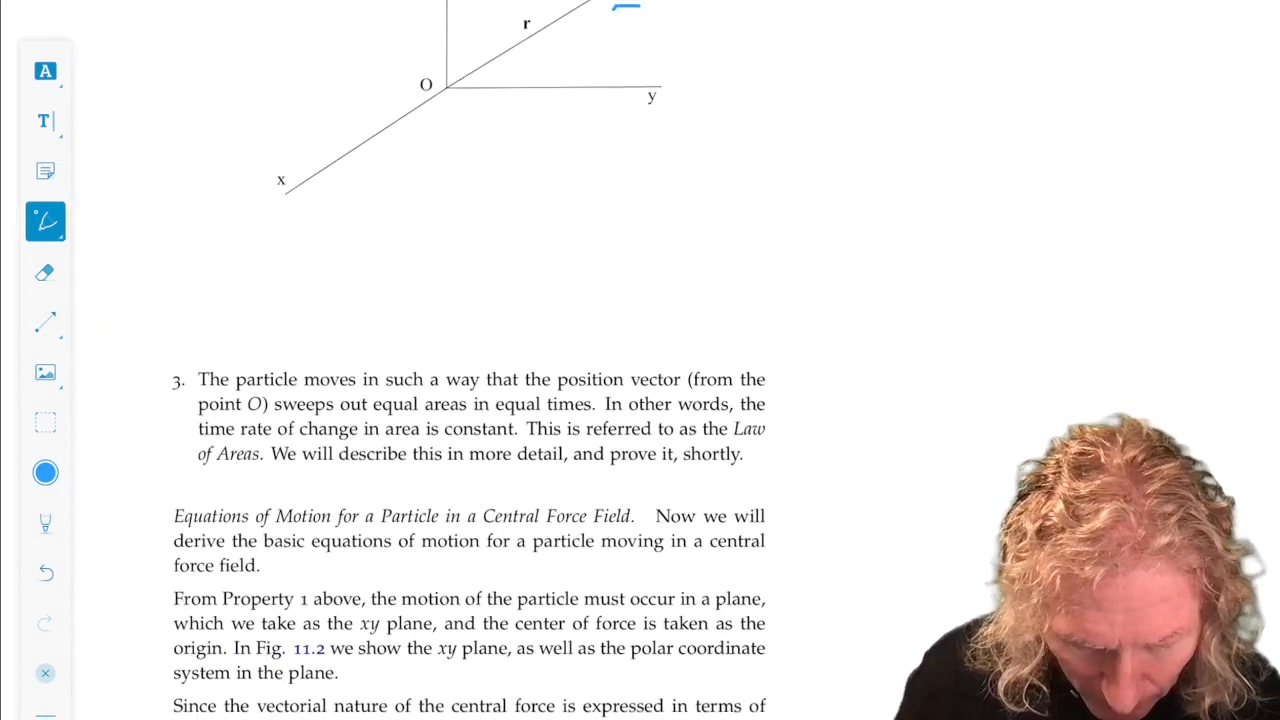 r
O
y
x
A
T
3. The particle moves in such a way that the position vector (from the
point O) sweeps out equal areas in equal times. In other words, the
time rate of change in area is constant. This is referred to as the Law
of Areas. We will describe this in more detail, and prove it, shortly.
Equations of Motion for a Particle in a Central Force Field. Now we will
derive the basic equations of motion for a particle moving in a central
force field.
From Property 1 above, the motion of the particle must occur in a plane,
which we take as the xy plane, and the center of force is taken as the
origin. In Fig. 11.2 we show the xy plane, as well as the polar coordinate
system in the plane.
Since the vectorial nature of the central force is expressed in terms of